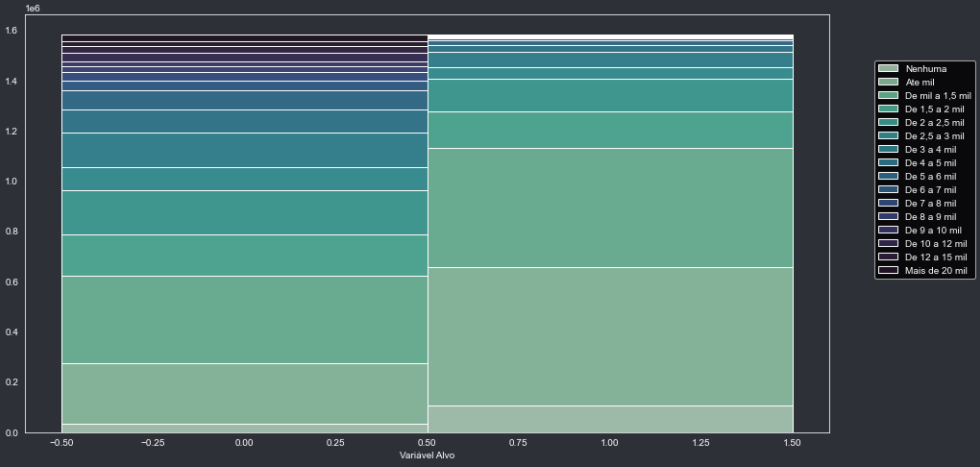 1e6
1.6
1.4
1.2
1.0
0.8
0.6
0.4
0.2
0.0
−0.50 −0.25 0.00 0.25 0.50 0.75 1.00 1.25 1.50
Variável Alvo
Nenhuma
Ate mil
De mil a 1,5 mil
De 1,5 a 2 mil
De 2 a 2,5 mil
De 2,5 a 3 mil
De 3 a 4 mil
De 4 a 5 mil
De 5 a 6 mil
De 6 a 7 mil
De 7 a 8 mil
De 8 a 9 mil
De 9 a 10 mil
De 10 a 12 mil
De 12 a 15 mil
Mais de 20 mil